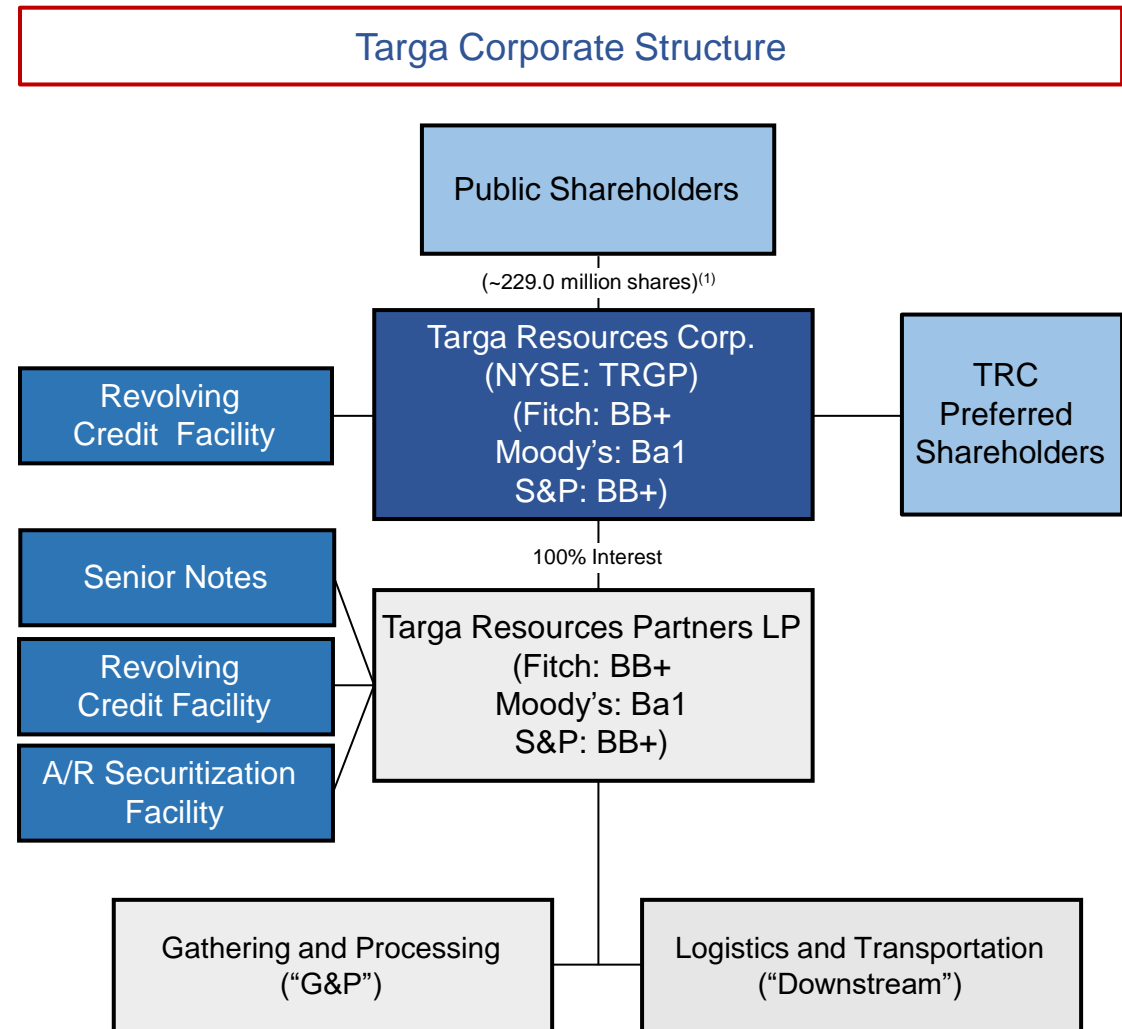 Targa Corporate Structure
Public Shareholders
(~229.0 million shares)(1)
Targa Resources Corp.
(NYSE: TRGP)
(Fitch: BB+
Moody’s: Ba1
S&P: BB+)
Revolving
Credit Facility
TRC
Preferred
Shareholders
100% Interest
Senior Notes
Revolving
Credit Facility
A/R Securitization
Facility
Targa Resources Partners LP
(Fitch: BB+
Moody’s: Ba1
S&P: BB+)
Gathering and Processing
(“G&P”)
Logistics and Transportation
(“Downstream”)